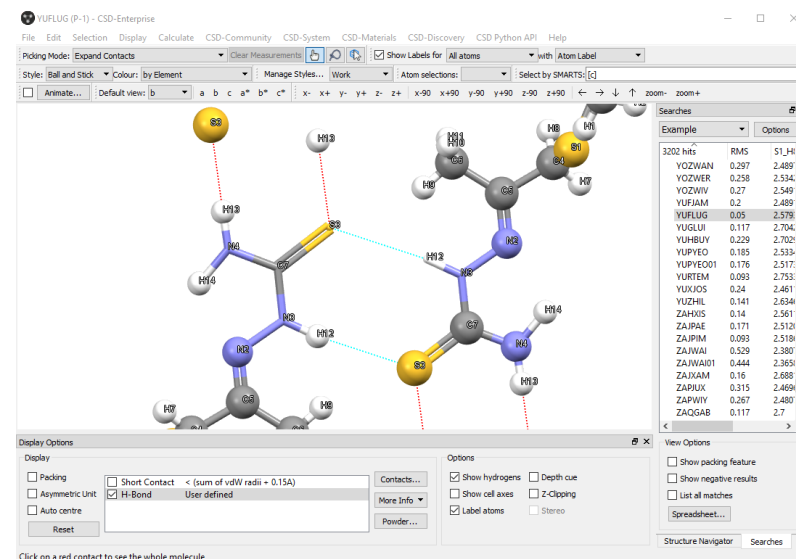 YUFLUG (P-1) - CSD-Enterprise
File Edit Selection Display Calculate CSD-Community CSD-System CSD-Materials CSD-Discovery CSD Python API Help
Picking Mode: Expand Contacts Clear Measurements Show Labels for All atoms with Atom Label
Style: Ball and Stick Colour: by Element Manage Styles... Work Atom selections: Select by SMARTS: [c]
Animate... Default view: b a b c a* b* c* x- x+ y- y+ z- z+ x-90 x+90 y-90 y+90 z-90 z+90 ← → ↓ ↑ zoom- zoom+
S3 H13 H11 H10 C6 H9 H8 H1 S1 C4 H7 C5
H13 S3 N2
N4 C7 H12 N3
H14 H14
N3 H12 C7 N4
N2 S3 H13
C5
H7 H9
Searches
Example Options
3202 hits RMS S1_H
YOZWAN 0.297 2.489
YOZWER 0.258 2.534
YOZWIV 0.27 2.549
YUFJAM 0.2 2.489
YUFLUG 0.05 2.579
YUGLUI 0.117 2.704
YUHBUY 0.229 2.702
YUPYEO 0.185 2.533
YUPYEO01 0.176 2.517
YURTEM 0.093 2.753
YUXJOS 0.24 2.461
YUZHIL 0.141 2.634
ZAHXIS 0.14 2.561
ZAJPAE 0.171 2.512
ZAJPIM 0.093 2.518
ZAJWAI 0.529 2.380
ZAJWAI01 0.444 2.365
ZAJXAM 0.16 2.688
ZAPJUX 0.315 2.469
ZAPWIY 0.267 2.480
ZAQGAB 0.117 2.7
Display Options
Display
Packing
Asymmetric Unit
Auto centre
Reset
Short Contact < (sum of vdW radii + 0.15A)
H-Bond User defined
Contacts...
More Info
Powder...
Options
Show hydrogens Depth cue
Show cell axes Z-Clipping
Label atoms Stereo
View Options
Show packing feature
Show negative results
List all matches
Spreadsheet...
Structure Navigator Searches
Click on a red contact to see the whole molecule